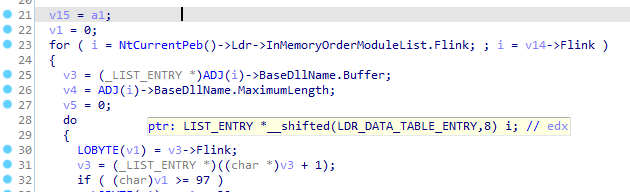 21 v15 = a1;
22 v1 = 0;
23 for ( i = NtCurrentPeb()->Ldr->InMemoryOrderModuleList.Flink; ; i = v14->Flink )
24 {
25 v3 = (_LIST_ENTRY *)ADJ(i)->BaseDllName.Buffer;
26 v4 = ADJ(i)->BaseDllName.MaximumLength;
27 v5 = 0;
28 do
ptr: LIST_ENTRY *__shifted(LDR_DATA_TABLE_ENTRY,8) i; // edx
29 {
30 LOBYTE(v1) = v3->Flink;
31 v3 = (_LIST_ENTRY *)((char *)v3 + 1);
32 if ( (char)v1 >= 97 )